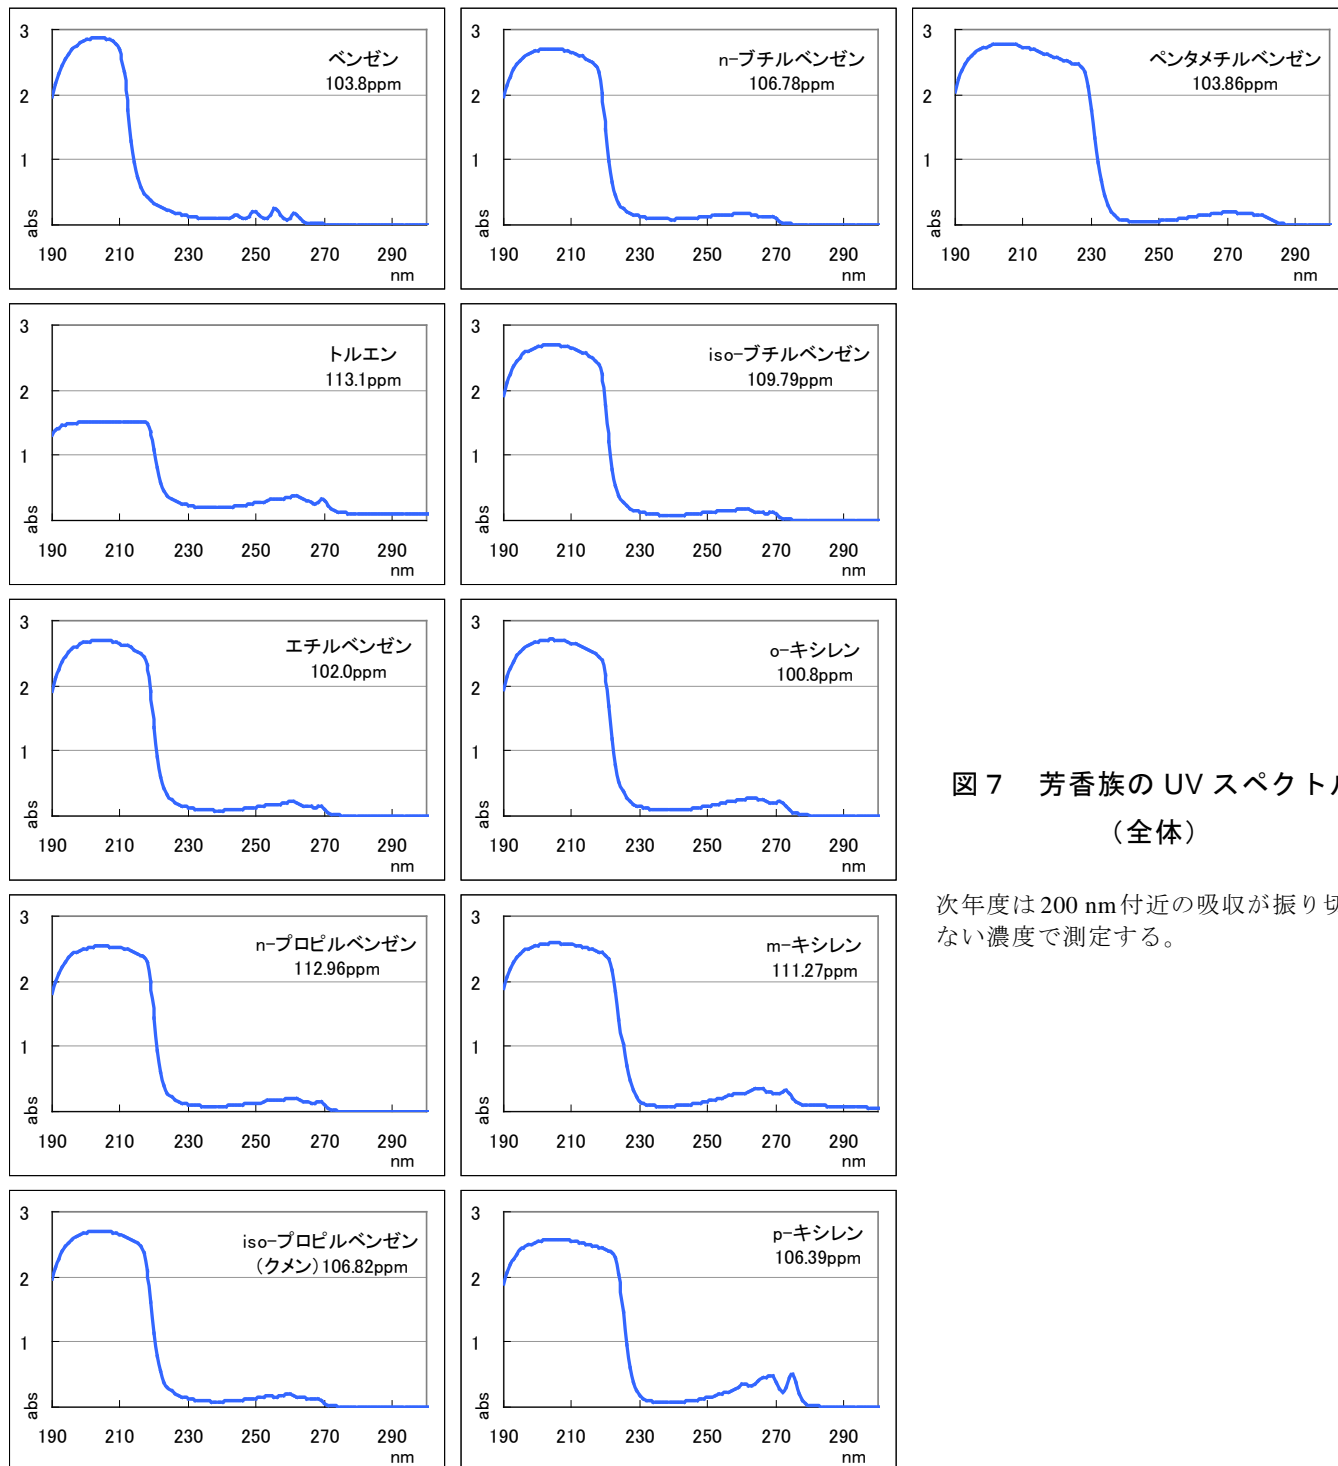 3
2
1
abs
ベンゼン
103.8ppm
190 210 230 250 270 290
nm
3
2
1
abs
n-ブチルベンゼン
106.78ppm
190 210 230 250 270 290
nm
3
2
1
abs
ペンタメチルベンゼン
103.86ppm
190 210 230 250 270 290
nm
3
2
1
abs
トルエン
113.1ppm
190 210 230 250 270 290
nm
3
2
1
abs
iso-ブチルベンゼン
109.79ppm
190 210 230 250 270 290
nm
3
2
1
abs
エチルベンゼン
102.0ppm
190 210 230 250 270 290
nm
3
2
1
abs
o-キシレン
100.8ppm
190 210 230 250 270 290
nm
図7 芳香族の UV スペクトル
（全体）
次年度は200 nm付近の吸収が振り切
ない濃度で測定する。
3
2
1
abs
n-プロピルベンゼン
112.96ppm
190 210 230 250 270 290
nm
3
2
1
abs
m-キシレン
111.27ppm
190 210 230 250 270 290
nm
3
2
1
abs
iso-プロピルベンゼン
（クメン）106.82ppm
190 210 230 250 270 290
nm
3
2
1
abs
p-キシレン
106.39ppm
190 210 230 250 270 290
nm